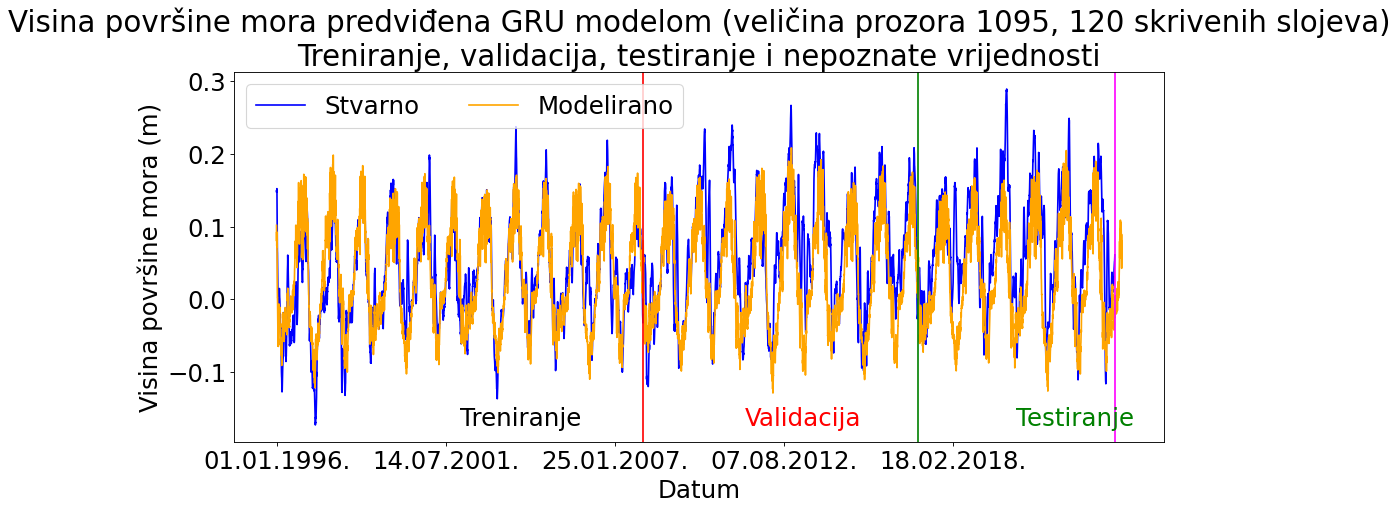 Visina površine mora predviđena GRU modelom (veličina prozora 1095, 120 skrivenih slojeva)
Treniranje, validacija, testiranje i nepoznate vrijednosti
Stvarno
Modelirano
Visina površine mora (m)
0.3
0.2
0.1
0.0
−0.1
Treniranje
Validacija
Testiranje
01.01.1996.
14.07.2001.
25.01.2007.
07.08.2012.
18.02.2018.
Datum